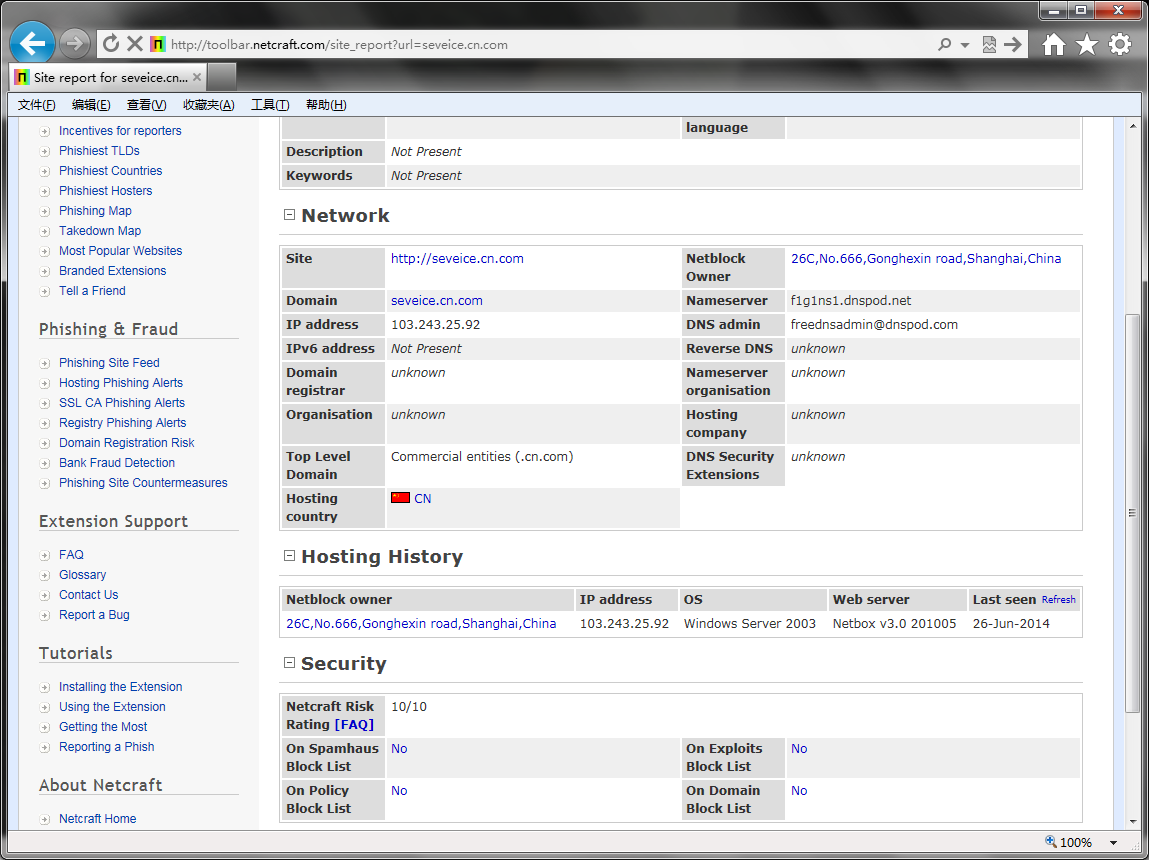 http://toolbar.netcraft.com/site_report?url=seveice.cn.com
Site report for seveice.cn...
文件(F) 编辑(E) 查看(V) 收藏夹(A) 工具(T) 帮助(H)
Incentives for reporters
Phishiest TLDs
Phishiest Countries
Phishiest Hosters
Phishing Map
Takedown Map
Most Popular Websites
Branded Extensions
Tell a Friend
Phishing & Fraud
Phishing Site Feed
Hosting Phishing Alerts
SSL CA Phishing Alerts
Registry Phishing Alerts
Domain Registration Risk
Bank Fraud Detection
Phishing Site Countermeasures
Extension Support
FAQ
Glossary
Contact Us
Report a Bug
Tutorials
Installing the Extension
Using the Extension
Getting the Most
Reporting a Phish
About Netcraft
Netcraft Home
language
Description Not Present
Keywords Not Present
Network
Site http://seveice.cn.com Netblock Owner 26C,No.666,Gonghexin road,Shanghai,China
Domain seveice.cn.com Nameserver f1g1ns1.dnspod.net
IP address 103.243.25.92 DNS admin freednsadmin@dnspod.com
IPv6 address Not Present Reverse DNS unknown
Domain registrar unknown Nameserver organisation unknown
Organisation unknown Hosting company unknown
Top Level Domain Commercial entities (.cn.com) DNS Security Extensions unknown
Hosting country CN
Hosting History
Netblock owner IP address OS Web server Last seen Refresh
26C,No.666,Gonghexin road,Shanghai,China 103.243.25.92 Windows Server 2003 Netbox v3.0 201005 26-Jun-2014
Security
Netcraft Risk Rating [FAQ] 10/10
On Spamhaus Block List No On Exploits Block List No
On Policy Block List No On Domain Block List No
100%